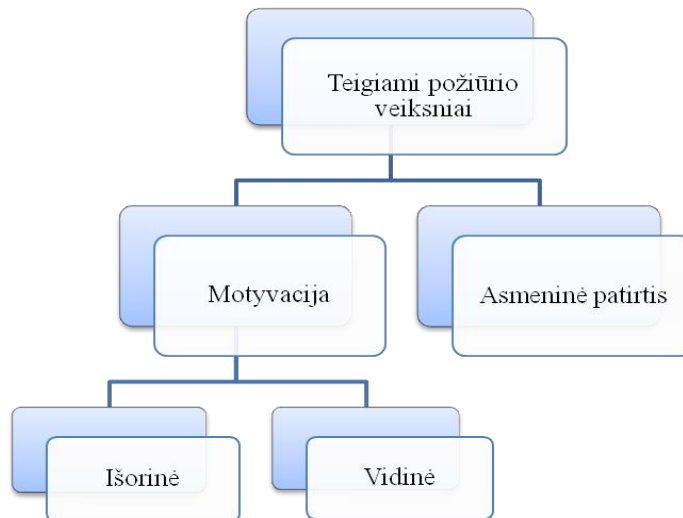 Teigiami požiūrio
veiksniai
Motyvacija
Asmeninė patirtis
Išorinė
Vidinė